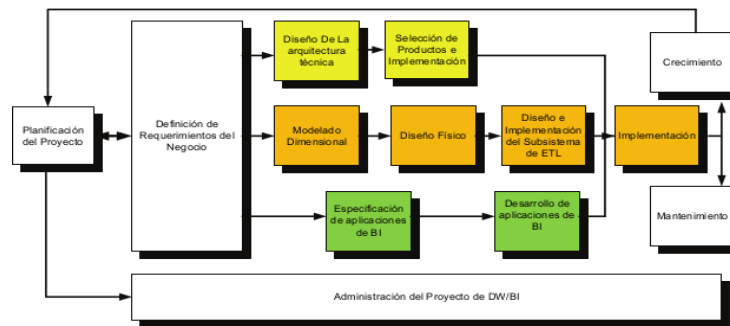 Diseño De La
arquitectura
técnica
Selección de
Productos e
Implementación
Crecimiento
Planificación
del Proyecto
Definición de
Requerimientos del
Negocio
Modelado
Dimensional
Diseño Físico
Diseño e
Implementación
del Subsistema de
ETL
Implementación
Especificación
de aplicaciones
de BI
Desarrollo de
aplicaciones de
BI
Mantenimiento
Administración del Proyecto de DW/BI